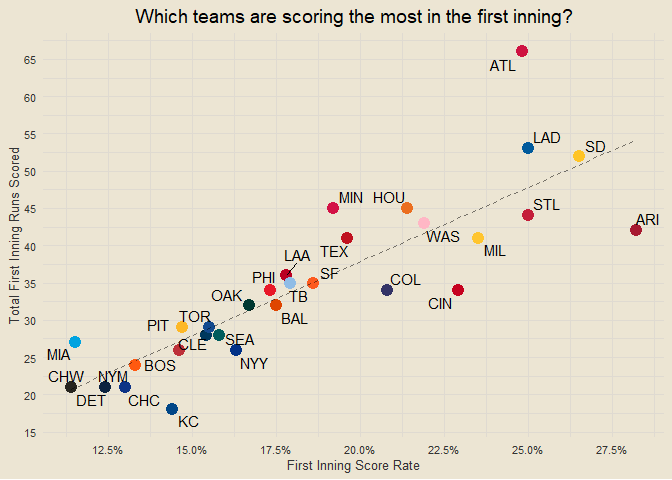 Which teams are scoring the most in the first inning?
Total First Inning Runs Scored
65
60
55
50
45
40
35
30
25
20
15
ATL
LAD
SD
MIN
HOU
STL
ARI
WAS
TEX
MIL
LAA
SF
PHI
COL
OAK
TB
CIN
TOR
BAL
PIT
CLE
SEA
MIA
BOS
NYY
CHW
NYM
DET
CHC
KC
12.5%
15.0%
17.5%
20.0%
22.5%
25.0%
27.5%
First Inning Score Rate